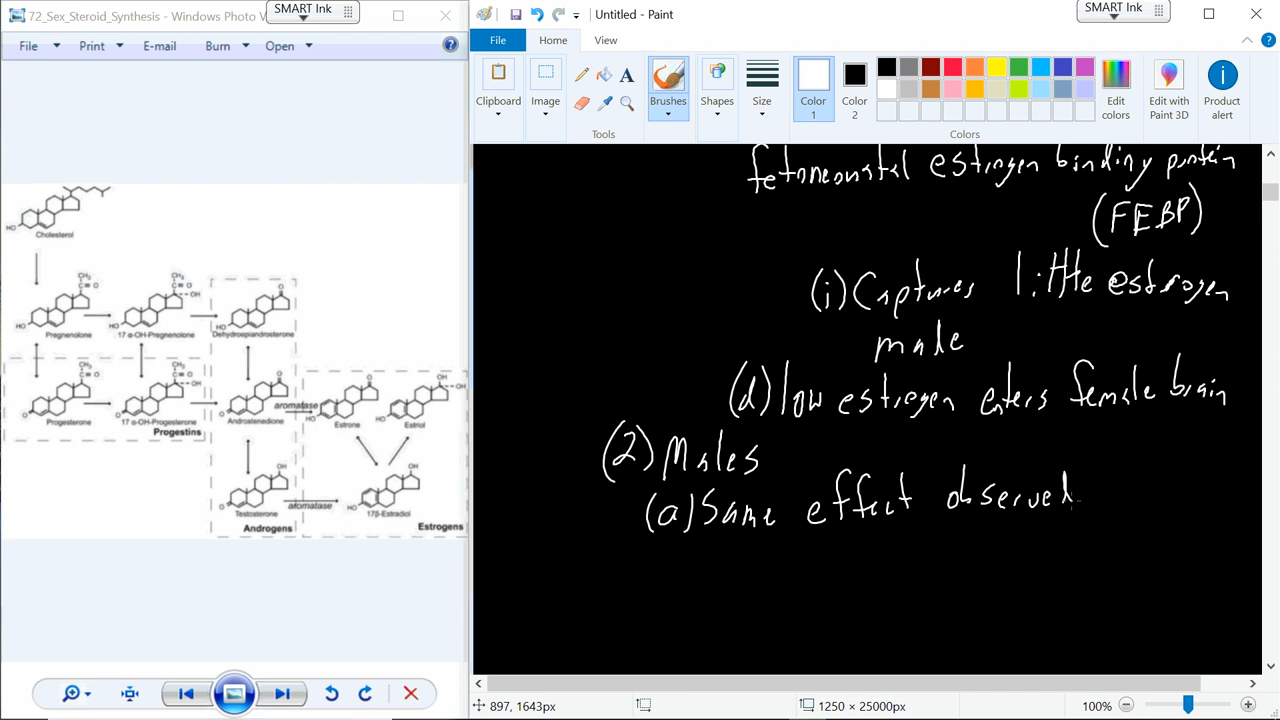 72_Sex_Steroid_Synthesis - Windows Photo V
SMART Ink
File Print E-mail Burn Open
Cholesterol
HO
CH₃
Pregnenolone
17 α-OH-Pregnenolone
Dehydroepiandrosterone
Progesterone
17 α-OH-Progesterone
Progestins
Androstenedione
aromatase
Estrone
Estriol
Testosterone
aromatase
17β-Estradiol
Androgens
Estrogens
Untitled - Paint
SMART Ink
File Home View
Clipboard
Image
Tools
Brushes
Shapes
Size
Color 1
Color 2
Colors
Edit colors
Edit with Paint 3D
Product alert
fetoneonatal estrogen binding protein
(FEBP)
(i) Captures little estrogen
male
(d) low estrogen enters female brain
(2) Males
(a) Same effect observed
897, 1643px
1250 × 25000px
100%